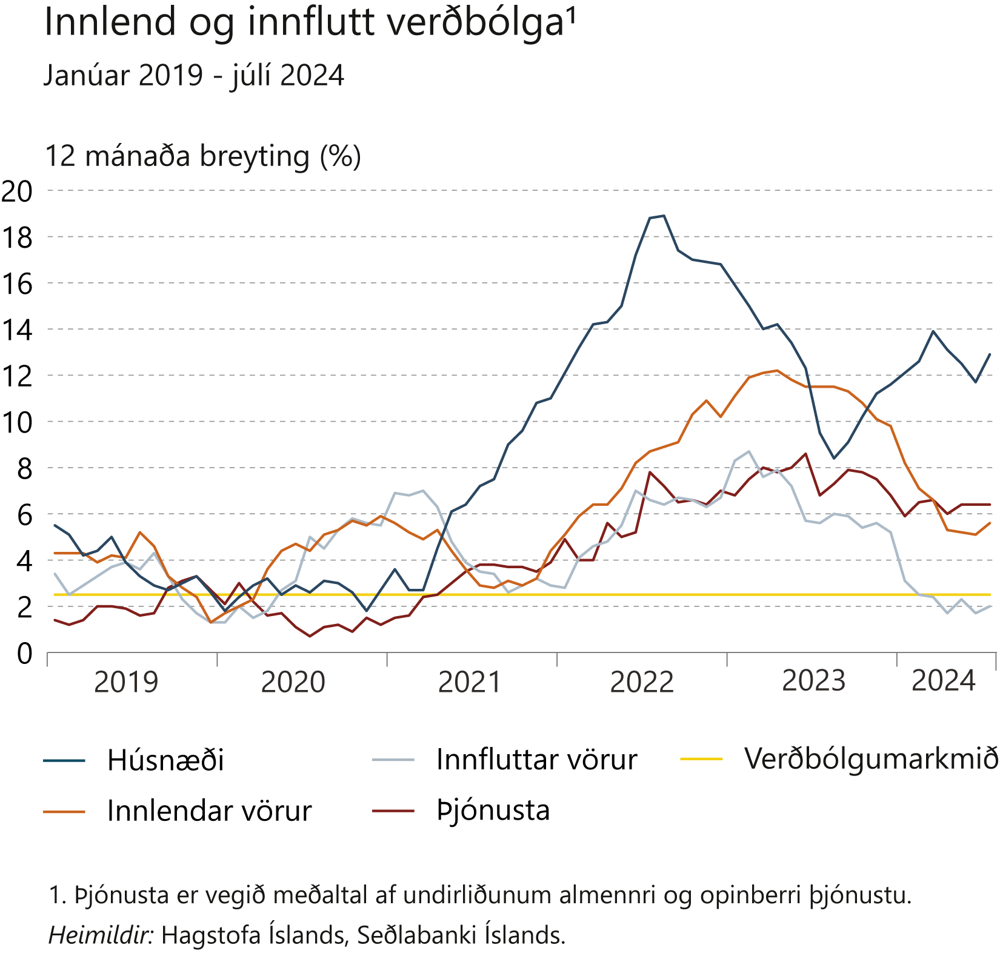 Innlend og innflutt verðbólga¹
Janúar 2019 - júlí 2024
12 mánaða breyting (%)
20
18
16
14
12
10
8
6
4
2
0
2019 2020 2021 2022 2023 2024
Húsnæði Innfluttar vörur Verðbólgumarkmið
Innlendar vörur Þjónusta
1. Þjónusta er vegið meðaltal af undirliðunum almennri og opinberri þjónustu.
Heimildir: Hagstofa Íslands, Seðlabanki Íslands.